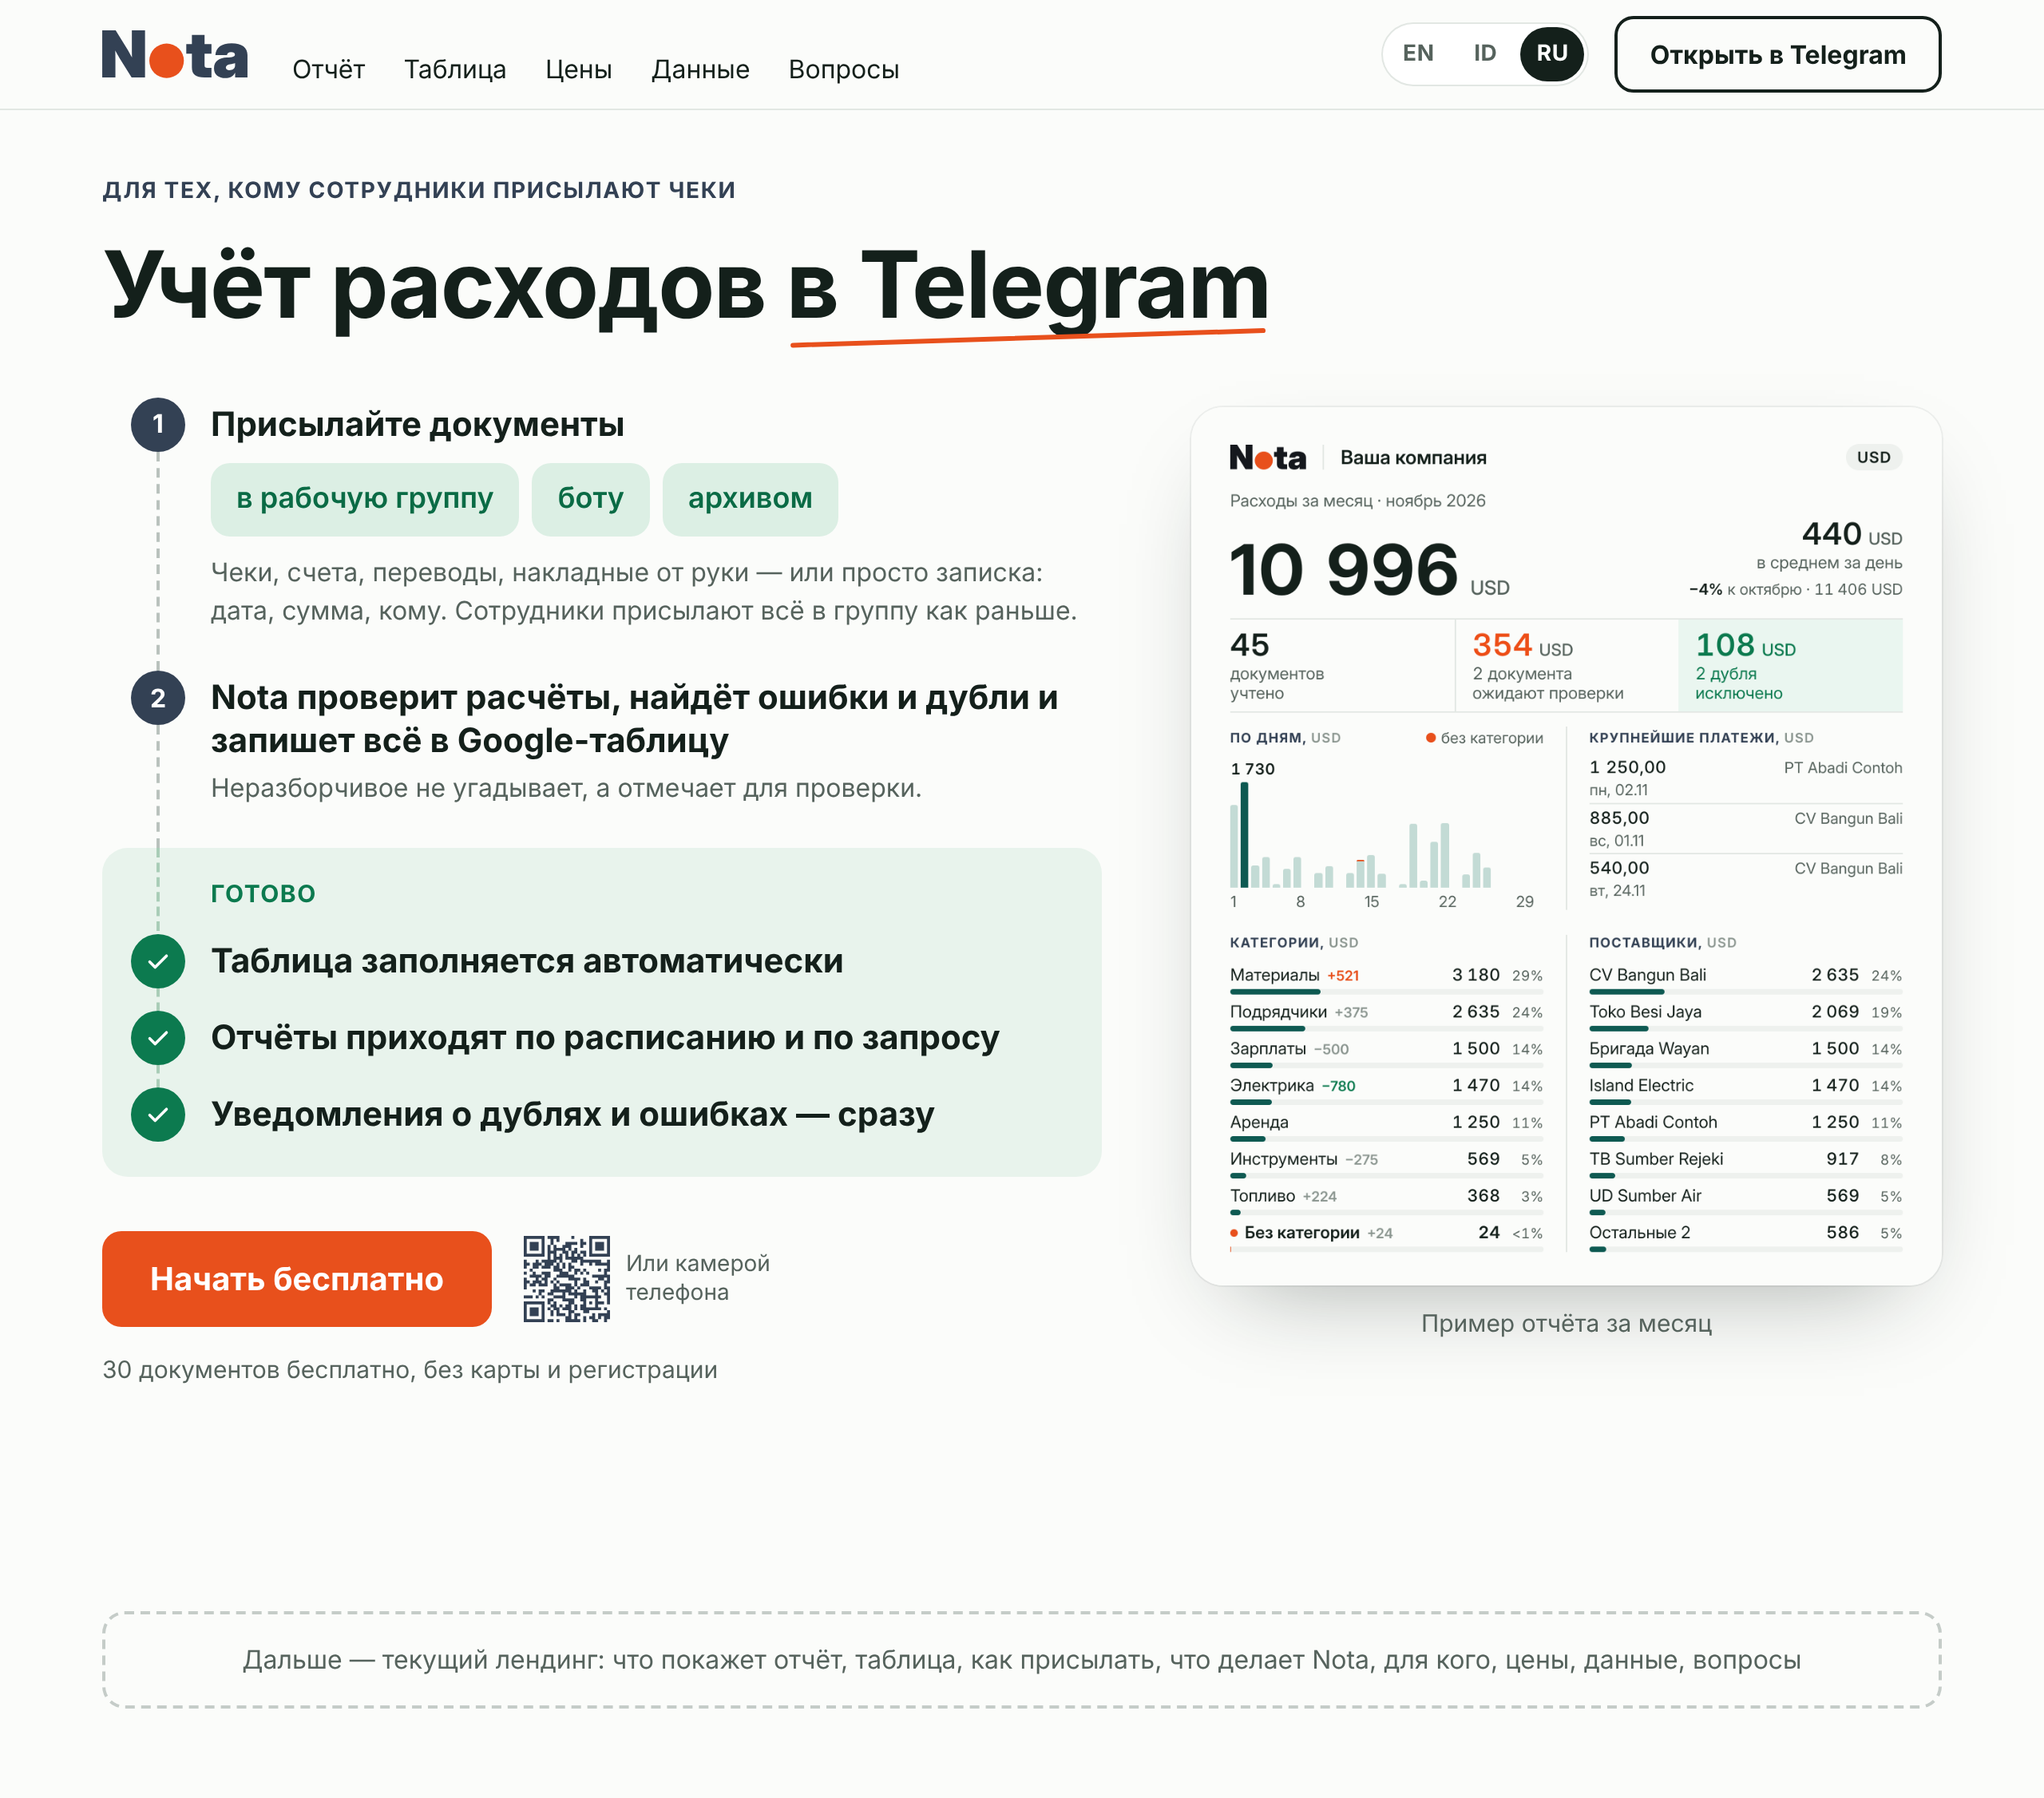 Nota
Отчёт Таблица Цены Данные Вопросы
EN ID RU
Открыть в Telegram
ДЛЯ ТЕХ, КОМУ СОТРУДНИКИ ПРИСЫЛАЮТ ЧЕКИ
Учёт расходов в Telegram
1
Присылайте документы
в рабочую группу боту архивом
Чеки, счета, переводы, накладные от руки — или просто записка:
дата, сумма, кому. Сотрудники присылают всё в группу как раньше.
2
Nota проверит расчёты, найдёт ошибки и дубли и
запишет всё в Google-таблицу
Неразборчивое не угадывает, а отмечает для проверки.
ГОТОВО
Таблица заполняется автоматически
Отчёты приходят по расписанию и по запросу
Уведомления о дублях и ошибках — сразу
Начать бесплатно
Или камерой
телефона
30 документов бесплатно, без карты и регистрации
Nota Ваша компания USD
Расходы за месяц · ноябрь 2026
10 996 USD
440 USD
в среднем за день
−4% к октябрю · 11 406 USD
45
документов
учтено
354 USD
2 документа
ожидают проверки
108 USD
2 дубля
исключено
ПО ДНЯМ, USD без категории
1 730
1 8 15 22 29
КРУПНЕЙШИЕ ПЛАТЕЖИ, USD
1 250,00 PT Abadi Contoh
пн, 02.11
885,00 CV Bangun Bali
вс, 01.11
540,00 CV Bangun Bali
вт, 24.11
КАТЕГОРИИ, USD
Материалы +521 3 180 29%
Подрядчики +375 2 635 24%
Зарплаты −500 1 500 14%
Электрика −780 1 470 14%
Аренда 1 250 11%
Инструменты −275 569 5%
Топливо +224 368 3%
Без категории +24 24 <1%
ПОСТАВЩИКИ, USD
CV Bangun Bali 2 635 24%
Toko Besi Jaya 2 069 19%
Бригада Wayan 1 500 14%
Island Electric 1 470 14%
PT Abadi Contoh 1 250 11%
TB Sumber Rejeki 917 8%
UD Sumber Air 569 5%
Остальные 2 586 5%
Пример отчёта за месяц
Дальше — текущий лендинг: что покажет отчёт, таблица, как присылать, что делает Nota, для кого, цены, данные, вопросы